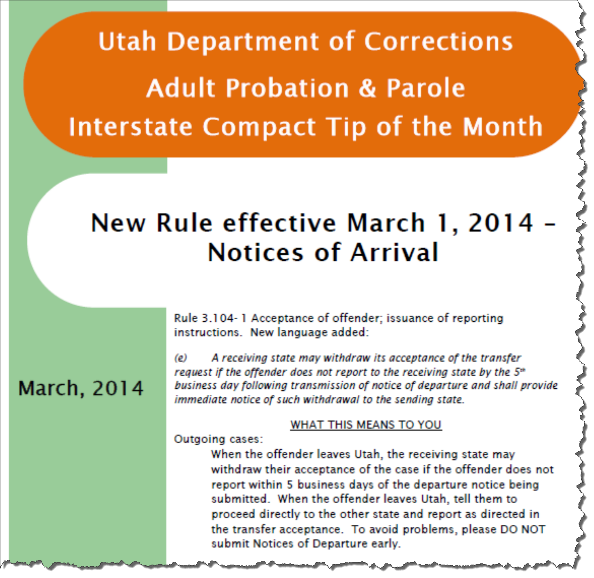 Utah Department of Corrections
Adult Probation & Parole
Interstate Compact Tip of the Month
New Rule effective March 1, 2014 –
Notices of Arrival
March, 2014
Rule 3.104- 1 Acceptance of offender; issuance of reporting
instructions.  New language added:
(e) A receiving state may withdraw its acceptance of the transfer
request if the offender does not report to the receiving state by the 5th
business day following transmission of notice of departure and shall provide
immediate notice of such withdrawal to the sending state.
WHAT THIS MEANS TO YOU
Outgoing cases:
When the offender leaves Utah, the receiving state may
withdraw their acceptance of the case if the offender does not
report within 5 business days of the departure notice being
submitted.  When the offender leaves Utah, tell them to
proceed directly to the other state and report as directed in
the transfer acceptance.  To avoid problems, please DO NOT
submit Notices of Departure early.